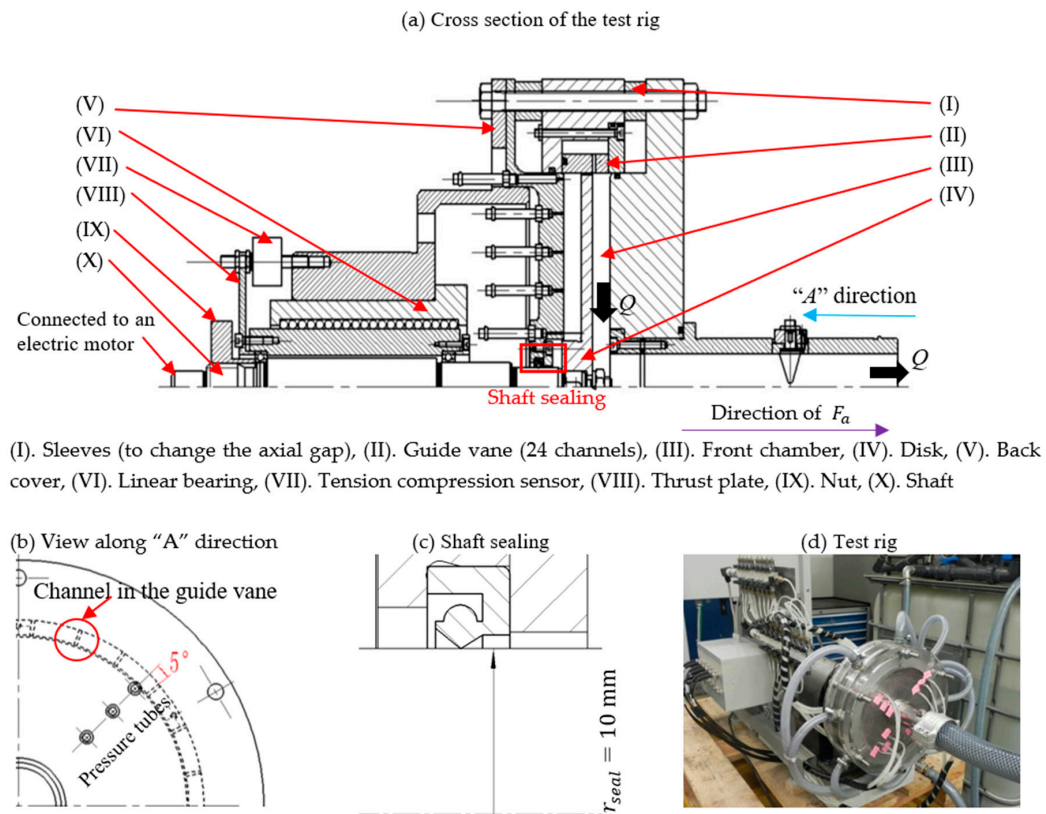 (a) Cross section of the test rig
(V)
(VI)
(VII)
(VIII)
(IX)
(X)
Connected to an
electric motor
(I)
(II)
(III)
(IV)
Q
“A” direction
Q
Shaft sealing
Direction of Fa
(I). Sleeves (to change the axial gap), (II). Guide vane (24 channels), (III). Front chamber, (IV). Disk, (V). Back
cover, (VI). Linear bearing, (VII). Tension compression sensor, (VIII). Thrust plate, (IX). Nut, (X). Shaft
(b) View along “A” direction
Channel in the guide vane
5°
Pressure tubes
(c) Shaft sealing
rseal = 10 mm
(d) Test rig